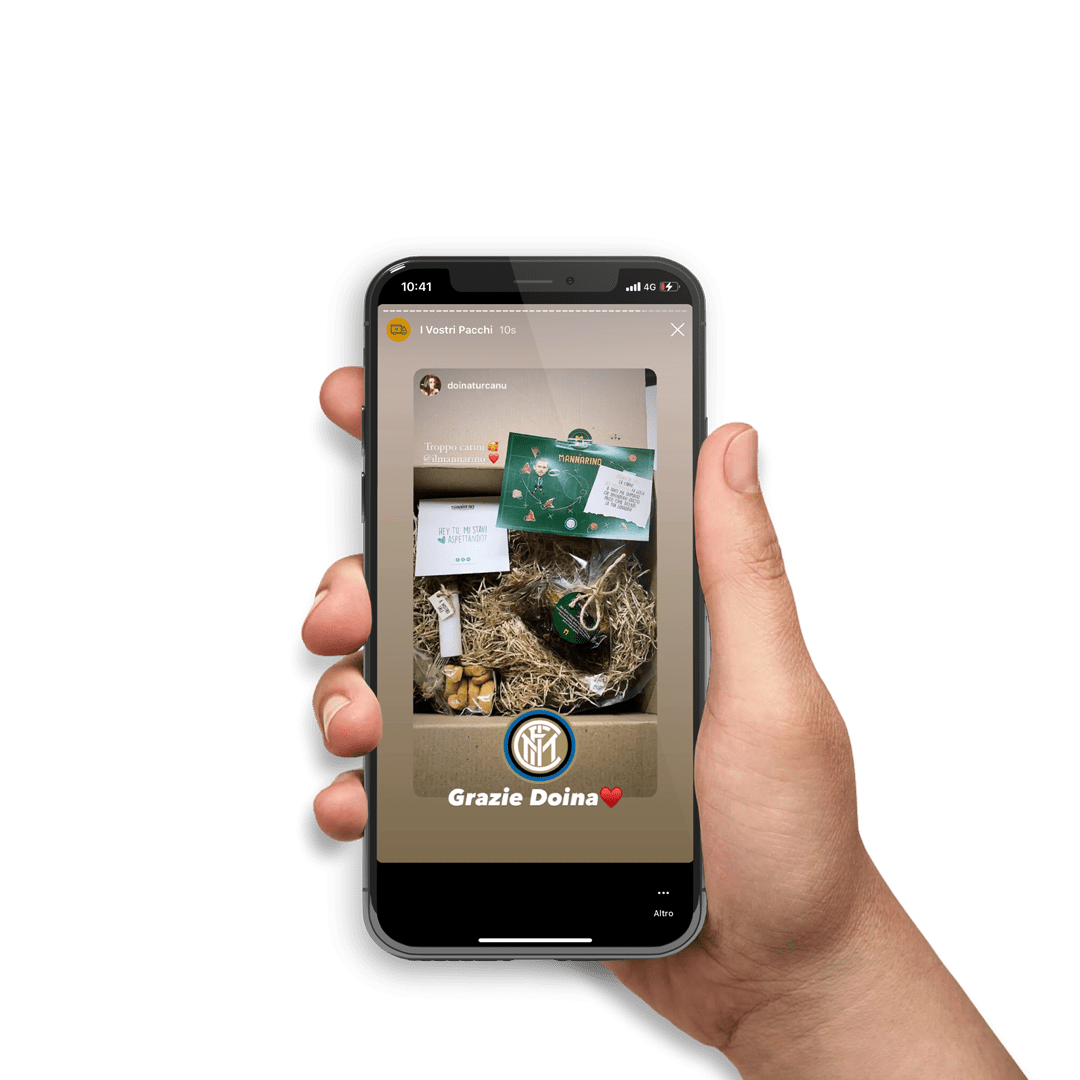 10:41
4G
I Vostri Pacchi 10s
doinaturcanu
Troppo carini 🥰
@ilmannarino ❤️
MANNARINO
MANNARINO
HEY TU, MI STAVI
ASPETTANDO?
Grazie Doina♥️
Altro